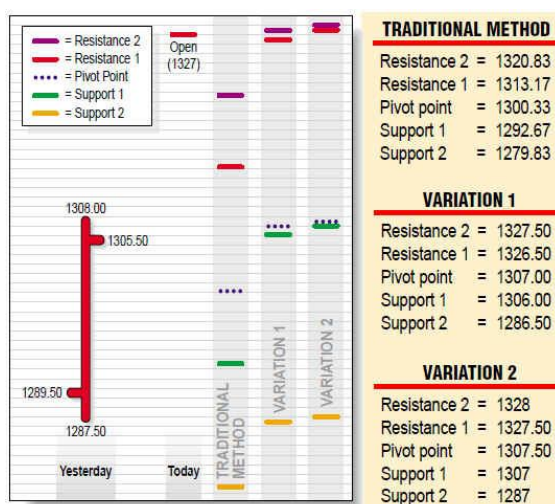 = Resistance 2
= Resistance 1
= Pivot Point
= Support 1
= Support 2
Open
(1327)
1308.00
1305.50
1289.50
1287.50
Yesterday
Today
TRADITIONAL
METHOD
VARIATION 1
VARIATION 2
TRADITIONAL METHOD
Resistance 2 = 1320.83
Resistance 1 = 1313.17
Pivot point = 1300.33
Support 1 = 1292.67
Support 2 = 1279.83
VARIATION 1
Resistance 2 = 1327.50
Resistance 1 = 1326.50
Pivot point = 1307.00
Support 1 = 1306.00
Support 2 = 1286.50
VARIATION 2
Resistance 2 = 1328
Resistance 1 = 1327.50
Pivot point = 1307.50
Support 1 = 1307
Support 2 = 1287